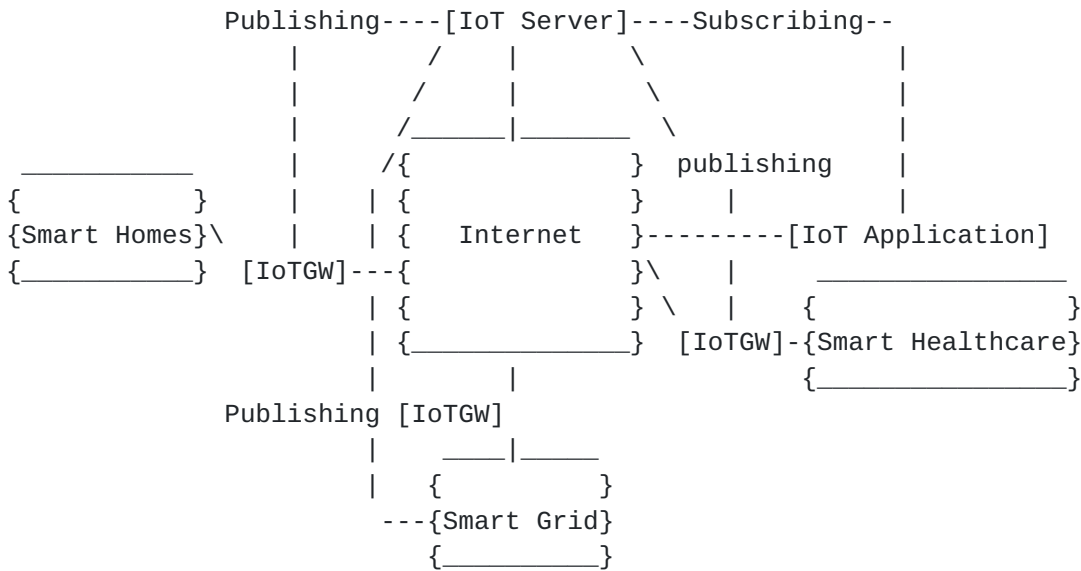 Publishing----[IoT Server]----Subscribing--
publishing
{Smart Homes}
Internet
[IoT Application]
[IoTGW]
[IoTGW]-{Smart Healthcare}
Publishing [IoTGW]
---{Smart Grid}